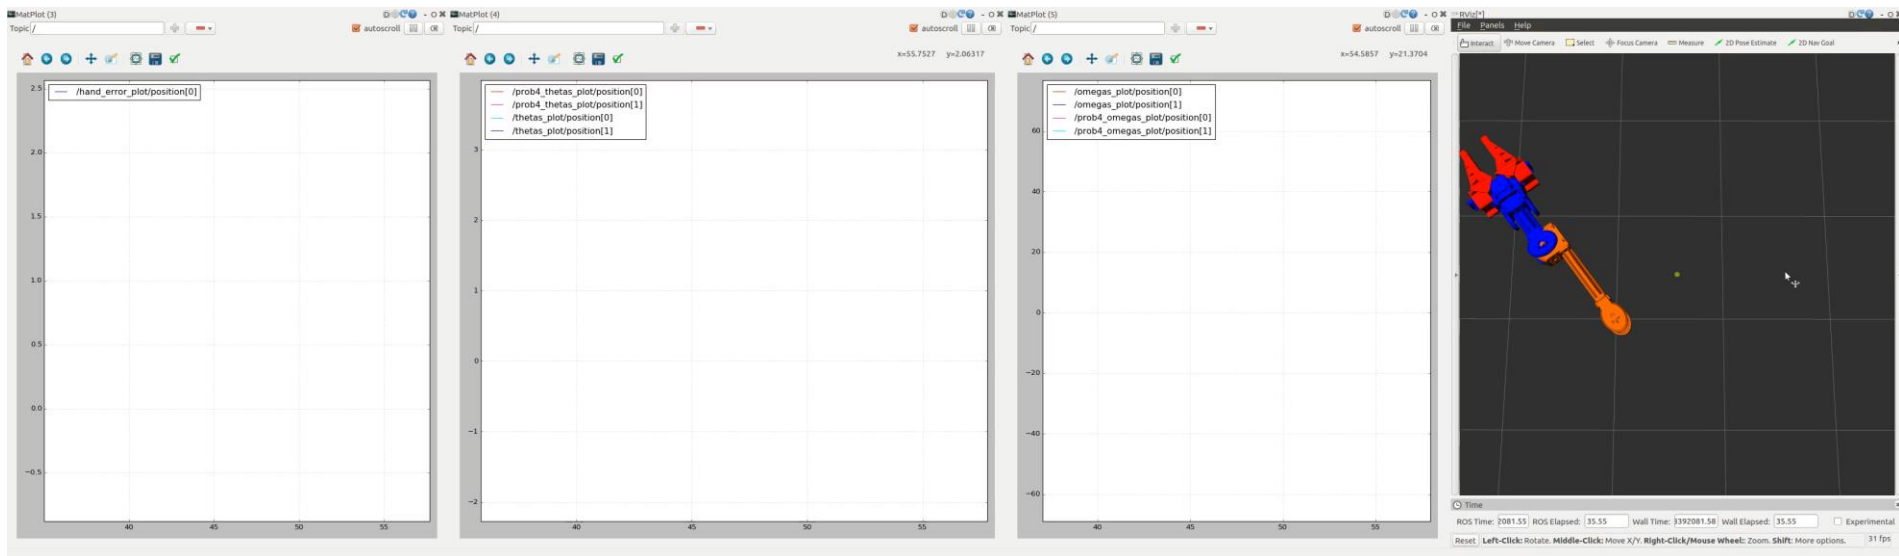 MatPlot (3)
Topic /
autoscroll
/hand_error_plot/position[0]
2.5
2.0
1.5
1.0
0.5
0.0
−0.5
40 45 50 55
MatPlot (4)
Topic /
autoscroll
x=55.7527 y=2.06317
/prob4_thetas_plot/position[0]
/prob4_thetas_plot/position[1]
/thetas_plot/position[0]
/thetas_plot/position[1]
3
2
1
0
−1
−2
40 45 50 55
MatPlot (5)
Topic /
autoscroll
x=54.5857 y=21.3704
/omegas_plot/position[0]
/omegas_plot/position[1]
/prob4_omegas_plot/position[0]
/prob4_omegas_plot/position[1]
60
40
20
0
−20
−40
−60
40 45 50 55
RViz[*]
File Panels Help
Interact Move Camera Select Focus Camera Measure 2D Pose Estimate 2D Nav Goal
Time
ROS Time: 2081.55 ROS Elapsed: 35.55 Wall Time: 392081.58 Wall Elapsed: 35.55 Experimental
Reset Left-Click: Rotate. Middle-Click: Move X/Y. Right-Click/Mouse Wheel: Zoom. Shift: More options. 31 fps